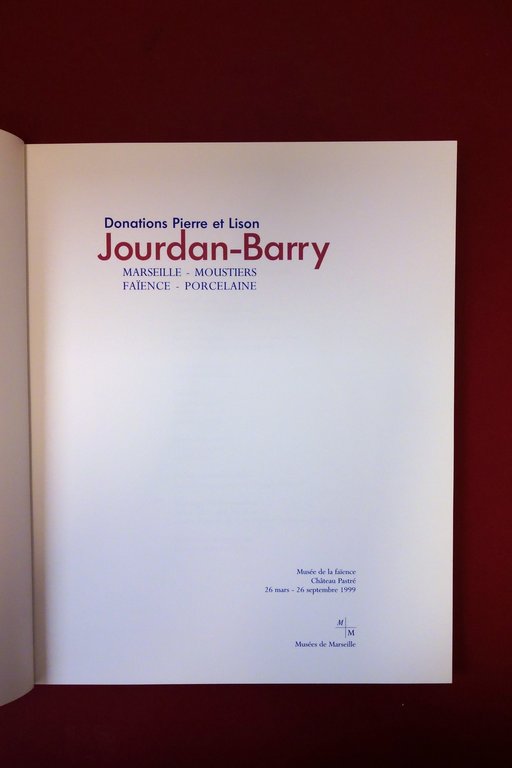 Donations Pierre et Lison
Jourdan-Barry
MARSEILLE - MOUSTIERS
FAÏENCE - PORCELAINE
Musée de la faïence
Château Pastré
26 mars - 26 septembre 1999
M
M
Musées de Marseille